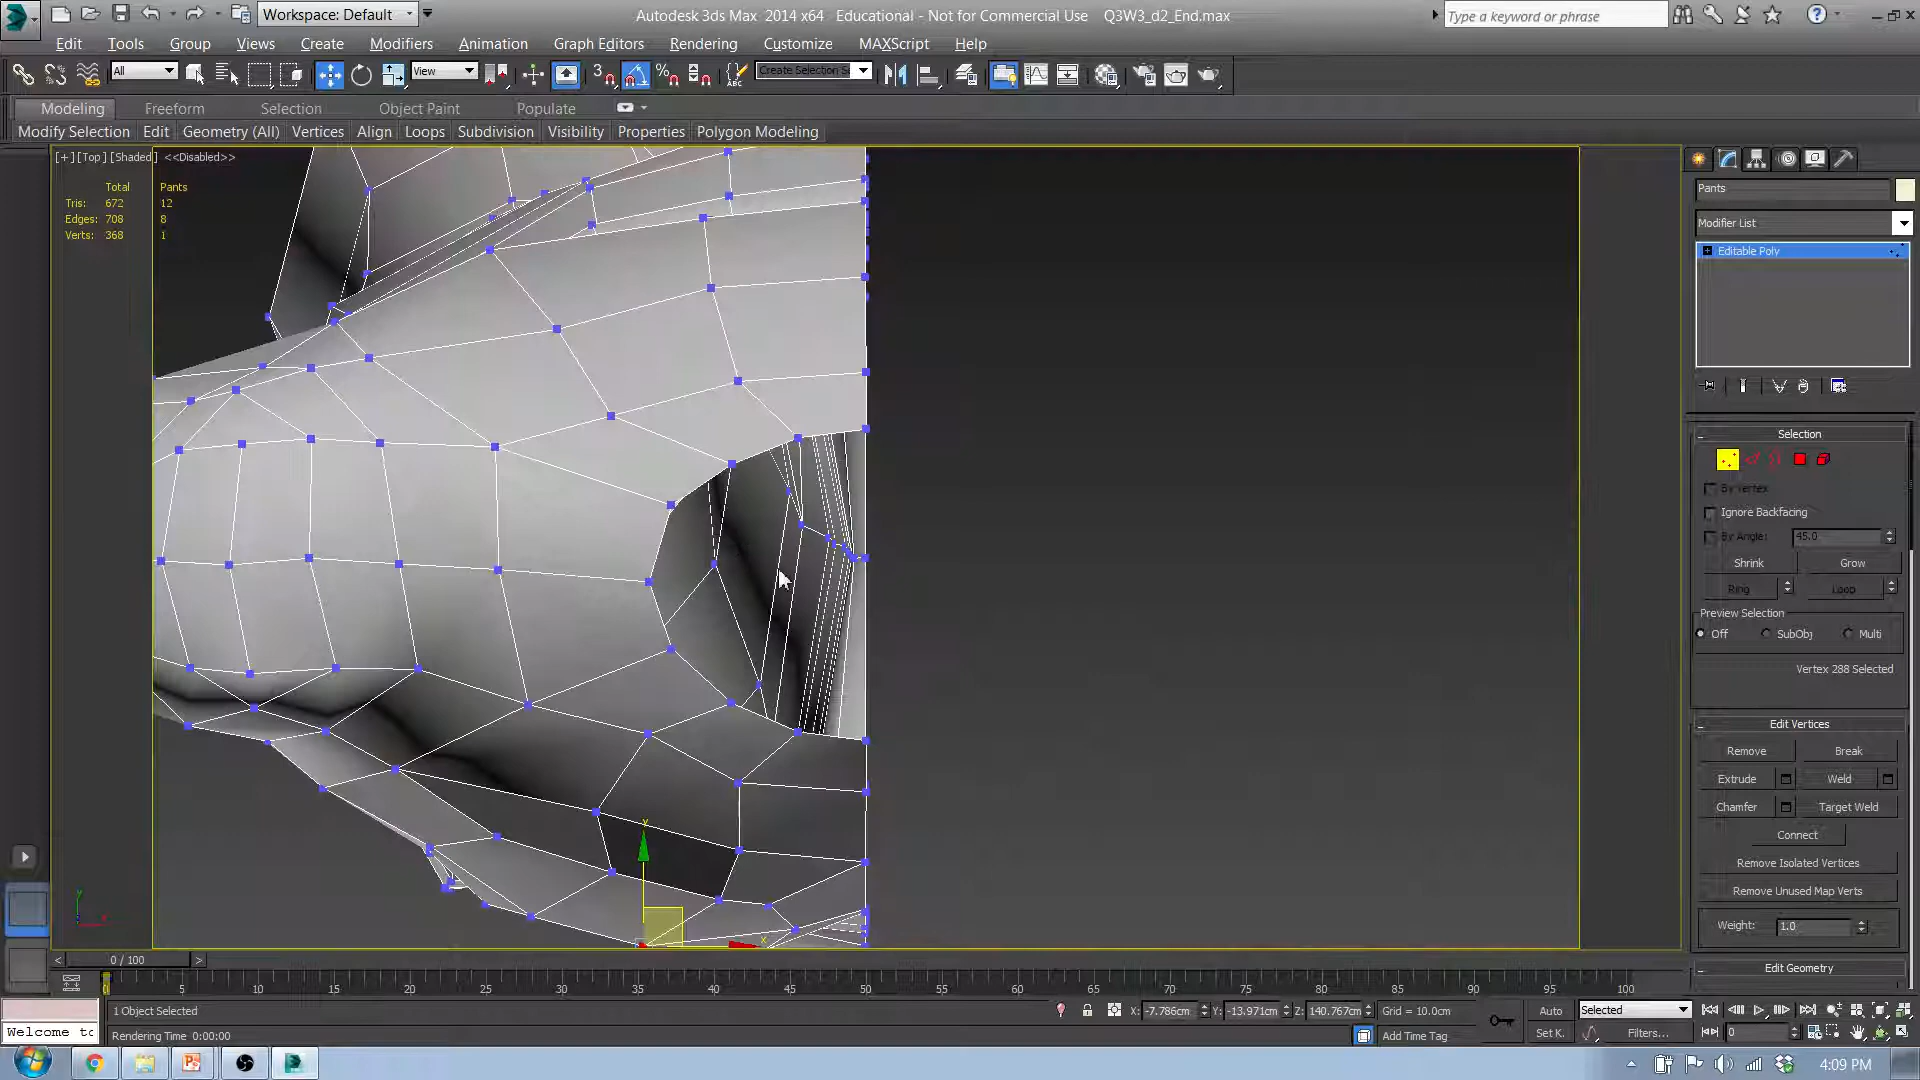 Workspace: Default
Autodesk 3ds Max 2014 x64 Educational - Not for Commercial Use Q3W3_d2_End.max
Type a keyword or phrase
Edit Tools Group Views Create Modifiers Animation Graph Editors Rendering Customize MAXScript Help
All
View
Create Selection S
Modeling Freeform Selection Object Paint Populate
Modify Selection Edit Geometry (All) Vertices Align Loops Subdivision Visibility Properties Polygon Modeling
[+] [Top] [Shaded] <<Disabled>>
Total Pants
Tris: 672 12
Edges: 708 8
Verts: 368 1
Pants
Modifier List
Editable Poly
Selection
By Vertex
Ignore Backfacing
By Angle: 45.0
Shrink Grow
Ring Loop
Preview Selection
Off SubObj Multi
Vertex 288 Selected
Edit Vertices
Remove Break
Extrude Weld
Chamfer Target Weld
Connect
Remove Isolated Vertices
Remove Unused Map Verts
Weight: 1.0
Edit Geometry
y
x
y
< 0 / 100 >
0 5 10 15 20 25 30 35 40 45 50 55 60 65 70 75 80 85 90 95 100
1 Object Selected
X: -7.786cm Y: -13.971cm Z: 140.767cm Grid = 10.0cm
Auto Selected
Welcome to
Rendering Time 0:00:00
Add Time Tag
Set K. Filters... 0
4:09 PM